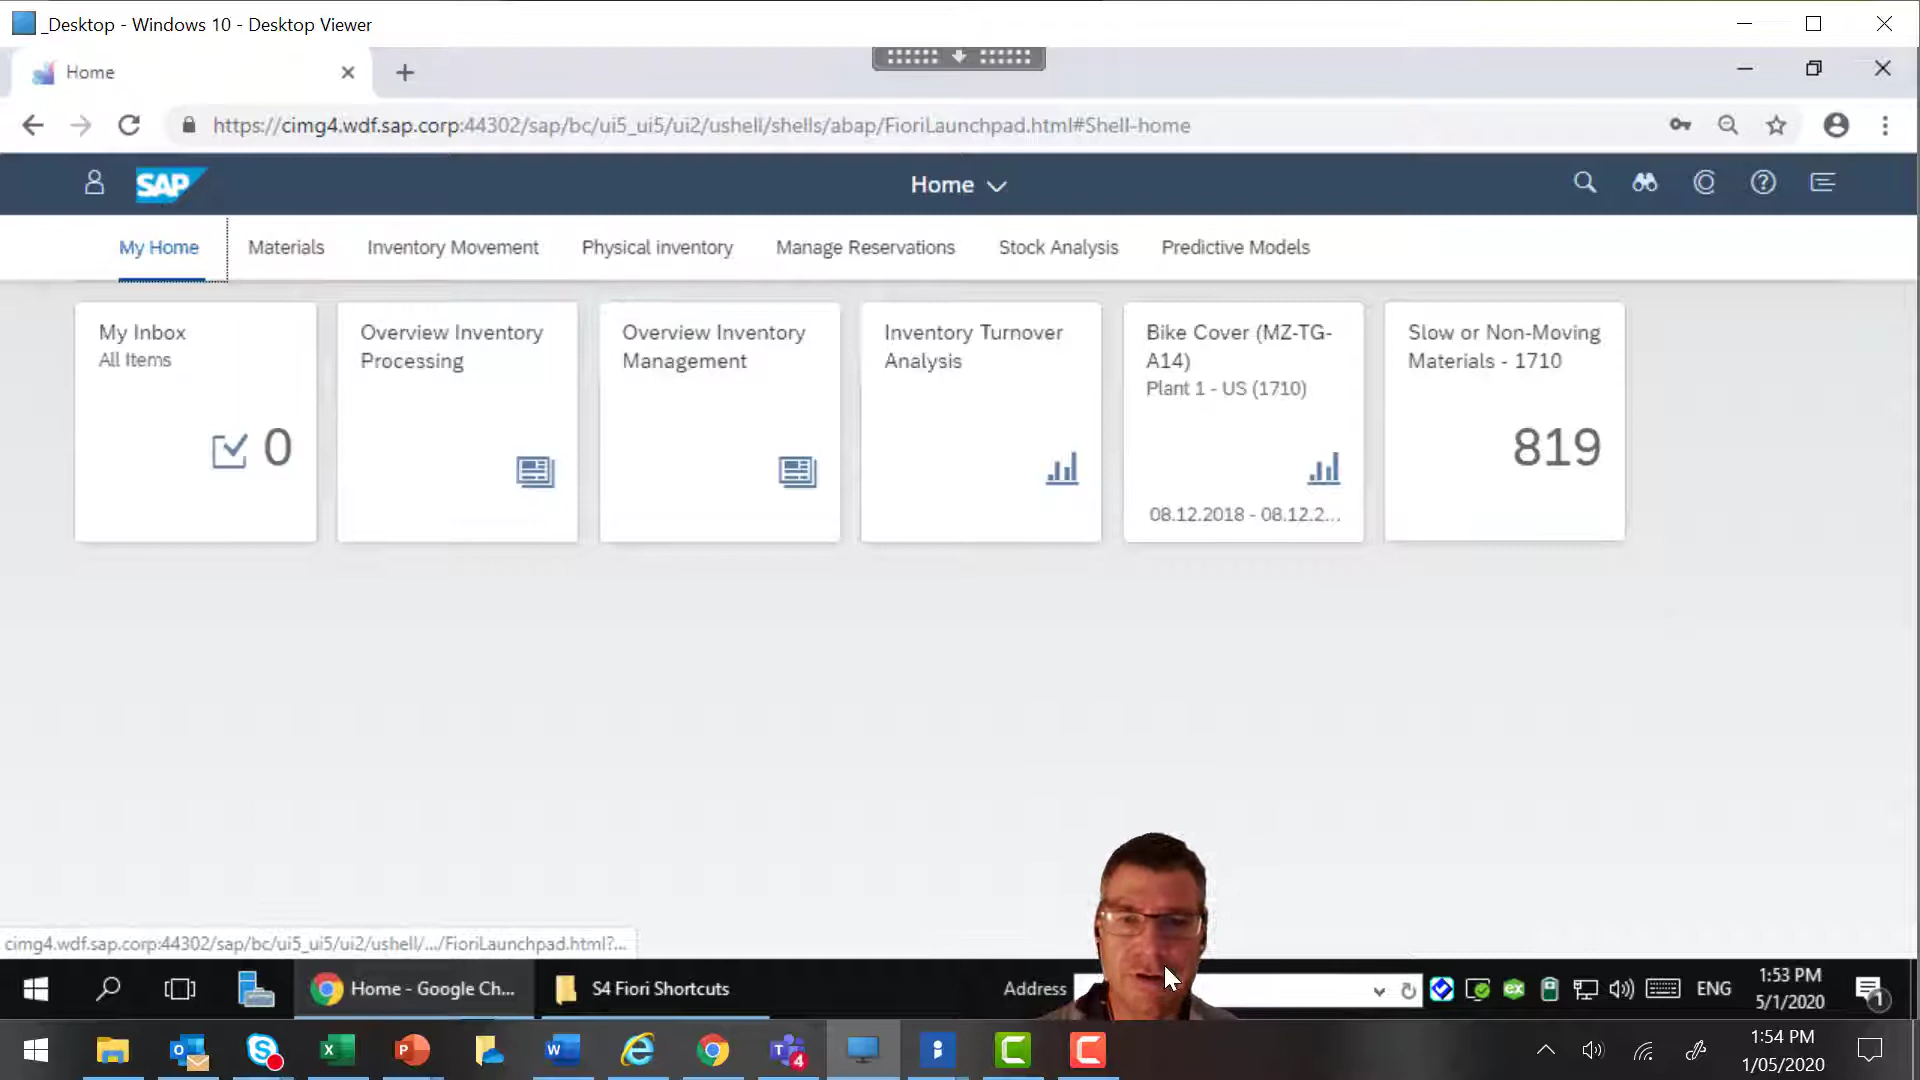 _Desktop - Windows 10 - Desktop Viewer
Home
https://cimg4.wdf.sap.corp:44302/sap/bc/ui5_ui5/ui2/ushell/shells/abap/FioriLaunchpad.html#Shell-home
SAP
Home
My Home
Materials
Inventory Movement
Physical inventory
Manage Reservations
Stock Analysis
Predictive Models
My Inbox
All Items
0
Overview Inventory
Processing
Overview Inventory
Management
Inventory Turnover
Analysis
Bike Cover (MZ-TG-
A14)
Plant 1 - US (1710)
08.12.2018 - 08.12.2...
Slow or Non-Moving
Materials - 1710
819
cimg4.wdf.sap.corp:44302/sap/bc/ui5_ui5/ui2/ushell/.../FioriLaunchpad.html?...
Home - Google Ch...
S4 Fiori Shortcuts
Address
ex
ENG
1:53 PM
5/1/2020
1
4
1:54 PM
1/05/2020